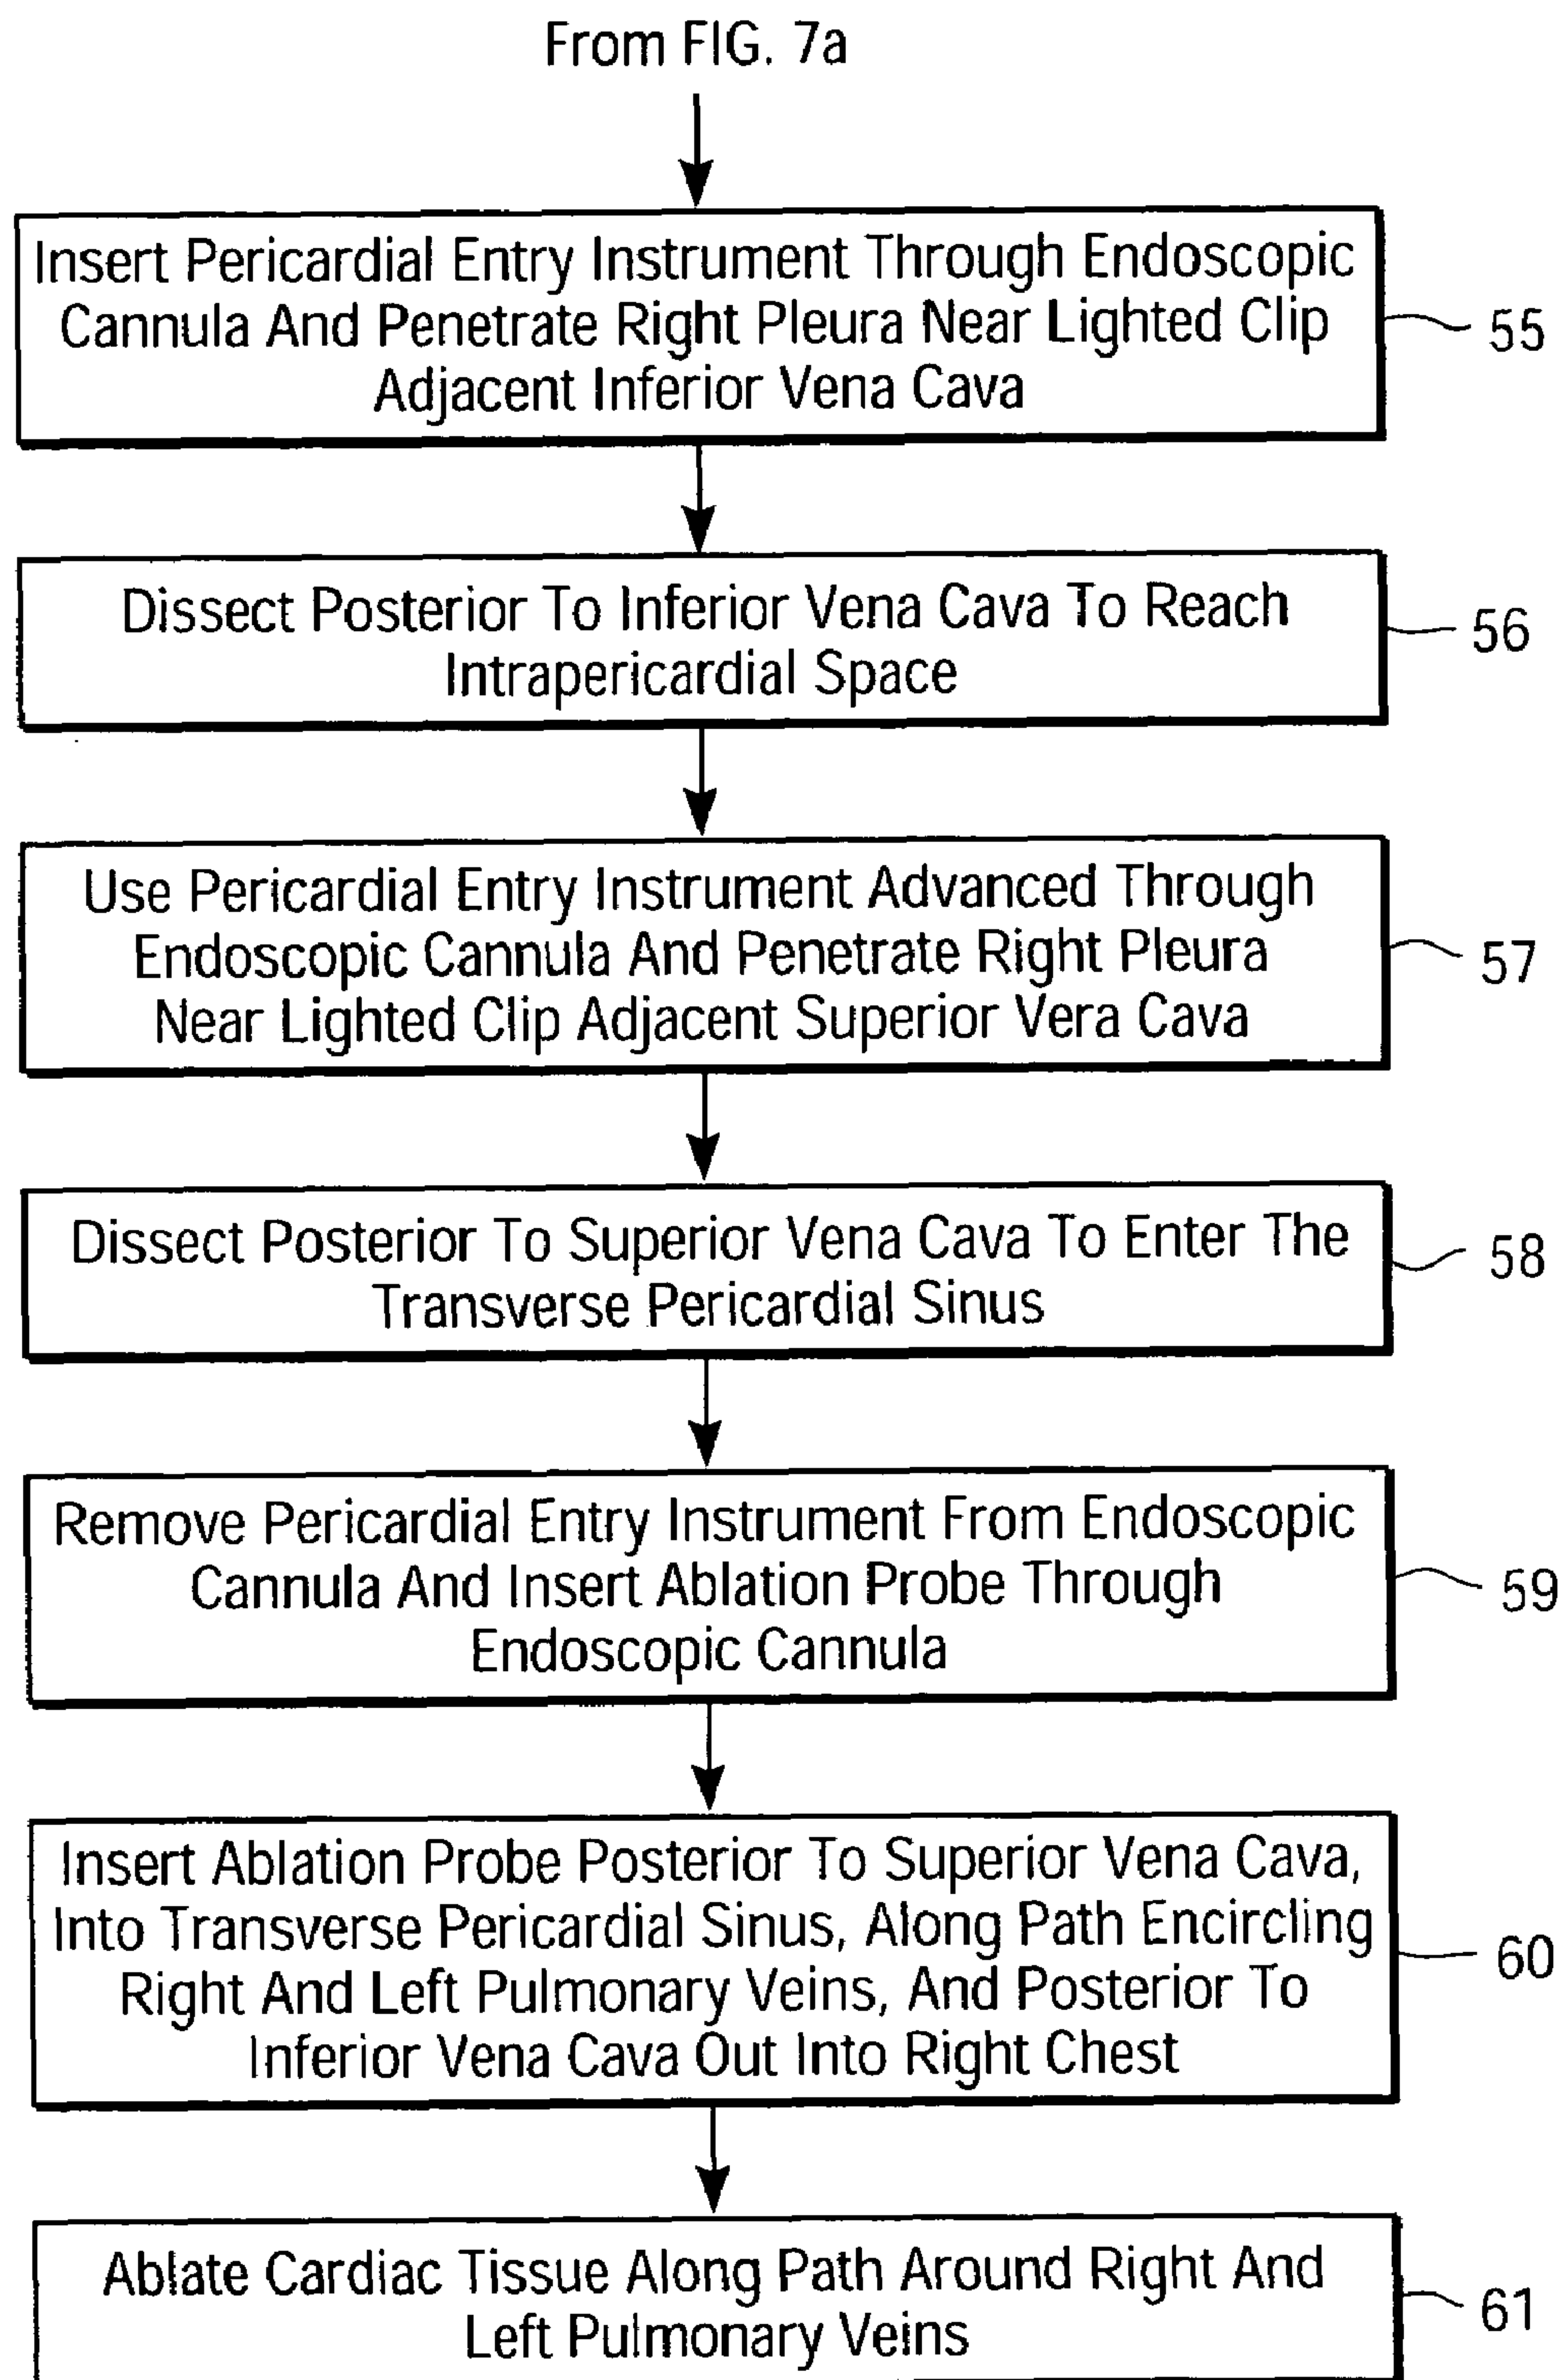 From FIG. 7a
Insert Pericardial Entry Instrument Through Endoscopic
Cannula And Penetrate Right Pleura Near Lighted Clip
Adjacent Inferior Vena Cava
55
Dissect Posterior To Inferior Vena Cava To Reach
Intrapericardial Space
56
Use Pericardial Entry Instrument Advanced Through
Endoscopic Cannula And Penetrate Right Pleura
Near Lighted Clip Adjacent Superior Vera Cava
57
Dissect Posterior To Superior Vena Cava To Enter The
Transverse Pericardial Sinus
58
Remove Pericardial Entry Instrument From Endoscopic
Cannula And Insert Ablation Probe Through
Endoscopic Cannula
59
Insert Ablation Probe Posterior To Superior Vena Cava,
Into Transverse Pericardial Sinus, Along Path Encircling
Right And Left Pulmonary Veins, And Posterior To
Inferior Vena Cava Out Into Right Chest
60
Ablate Cardiac Tissue Along Path Around Right And
Left Pulmonary Veins
61